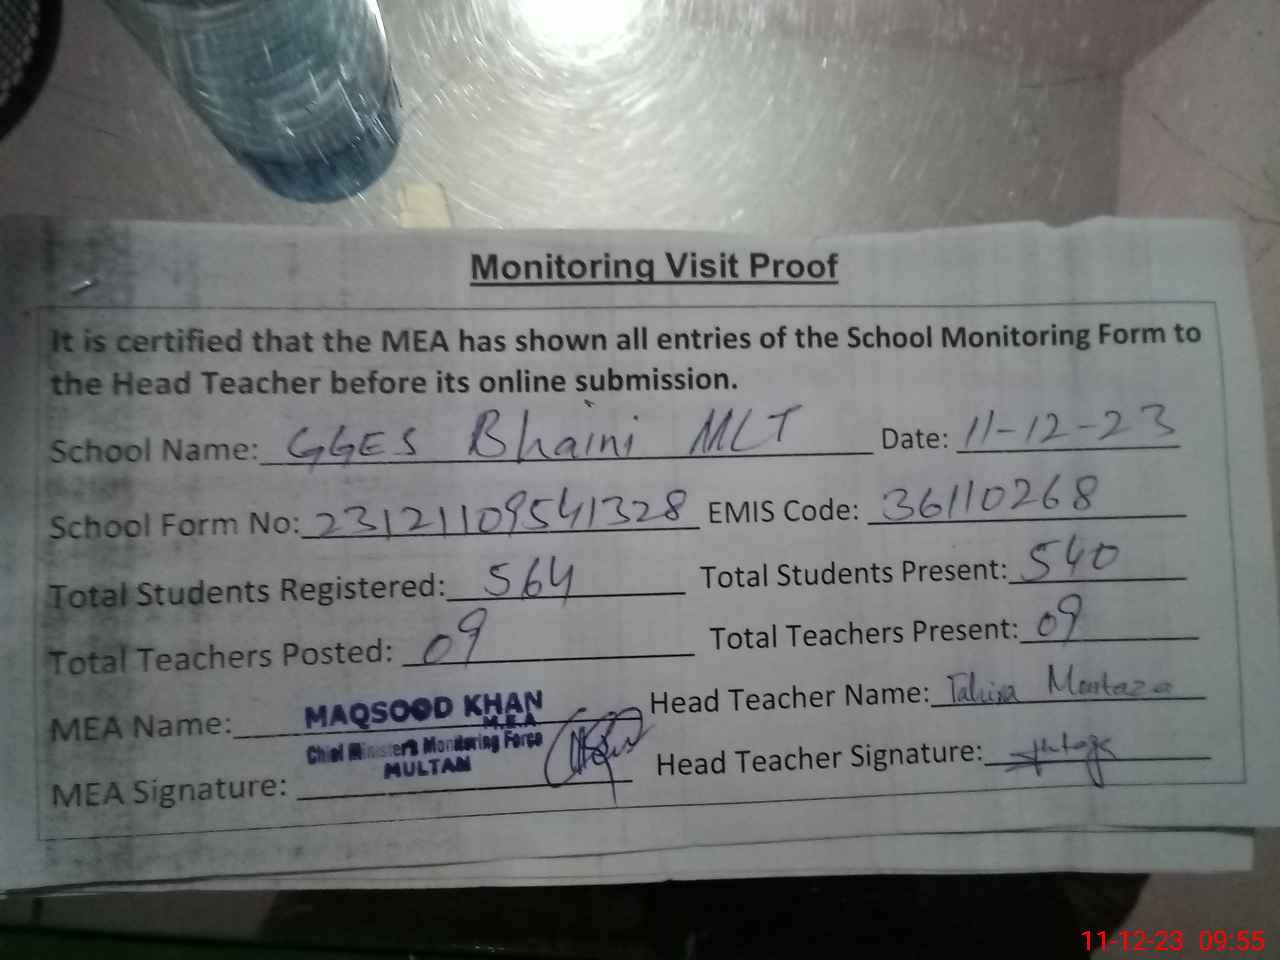 Monitoring Visit Proof
It is certified that the MEA has shown all entries of the School Monitoring Form to
the Head Teacher before its online submission.
School Name: GGES Bhaini MLT Date: 11-12-23
School Form No: 23121109541328 EMIS Code: 36110268
Total Students Registered: 564 Total Students Present: 540
Total Teachers Posted: 09 Total Teachers Present: 09
MEA Name: MAQSOOD KHAN Head Teacher Name: Tahira Murtaza
M.E.A
Chief Minister's Monitoring Force
MULTAN
MEA Signature: Head Teacher Signature:
11-12-23 09:55